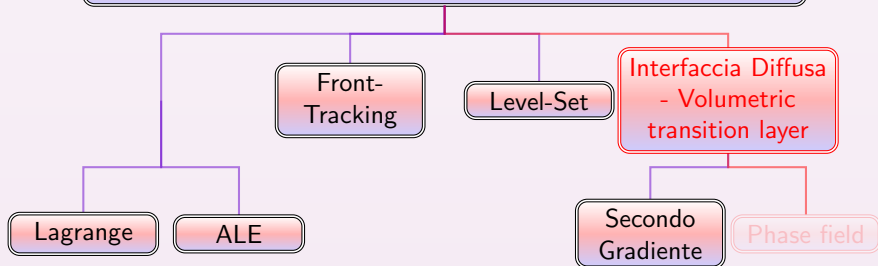 Front-
Tracking
Level-Set
Interfaccia Diffusa
- Volumetric
transition layer
Lagrange
ALE
Secondo
Gradiente
Phase field